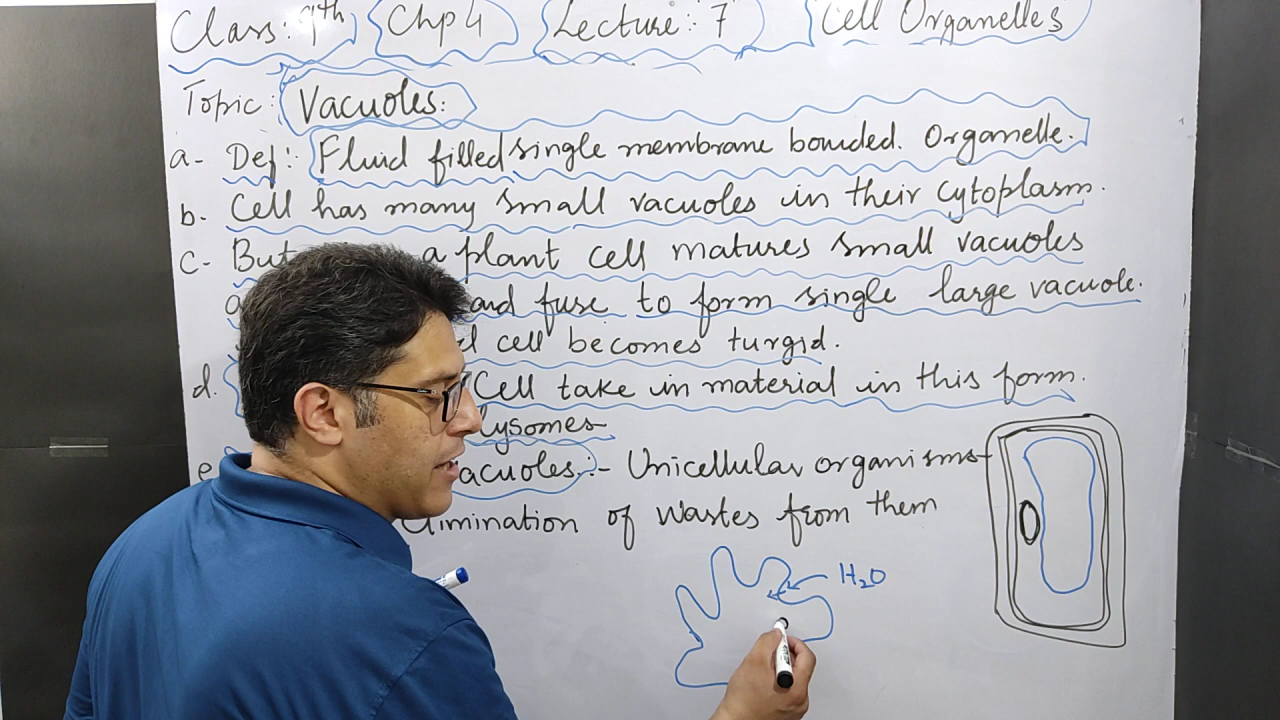 Class: 9th Chp 4 Lecture: 7 Cell Organelles
Topic: Vacuoles:
a- Def: Fluid filled single membrane bounded. Organelle.
b. Cell has many small vacuoles in their cytoplasm.
c- But a plant cell matures small vacuoles
and fuse to form single large vacuole.
cell becomes turgid.
d. Cell take in material in this form.
lysomes
e acuoles:- Unicellular organisms
limination of wastes from them
H₂O